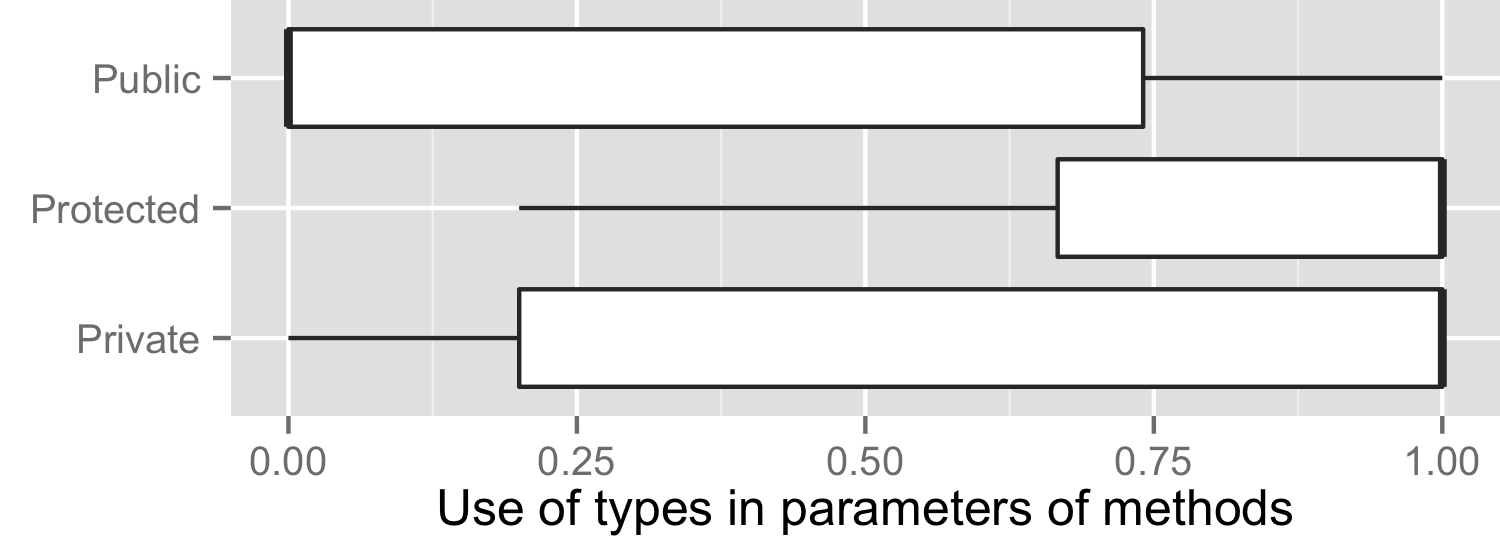 Public
Protected
Private
0.00 0.25 0.50 0.75 1.00
Use of types in parameters of methods